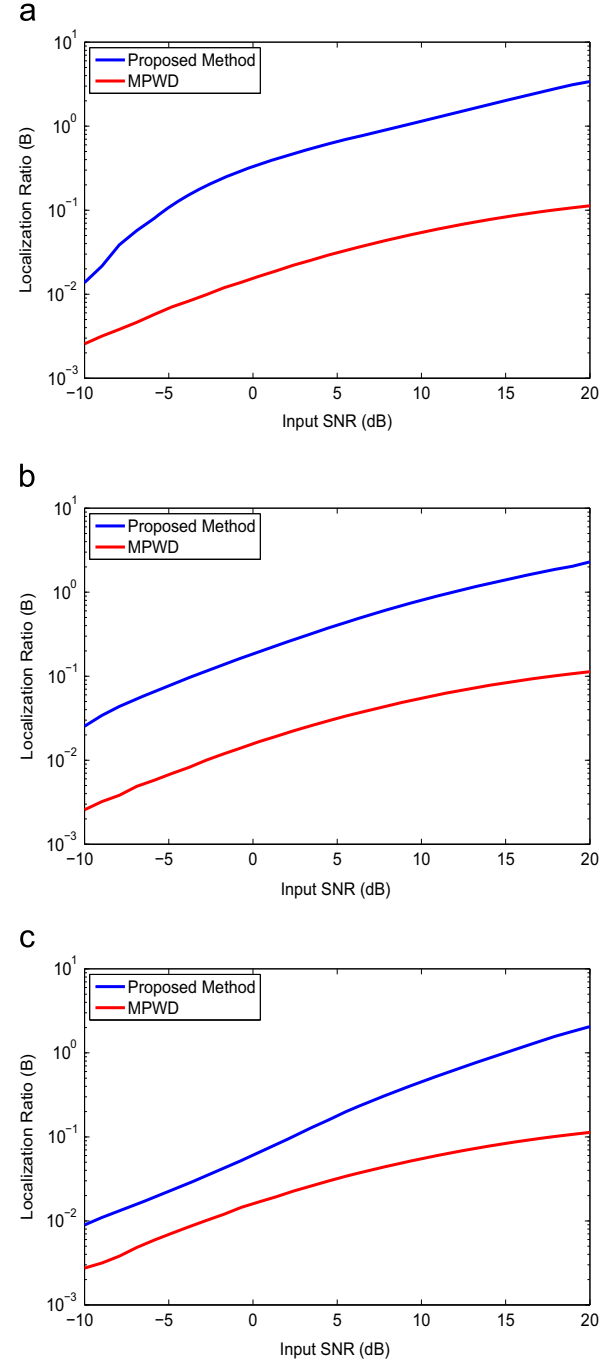 a
Proposed Method
MPWD
Localization Ratio (B)
10^1
10^0
10^−1
10^−2
10^−3
−10 −5 0 5 10 15 20
Input SNR (dB)
b
Proposed Method
MPWD
Localization Ratio (B)
10^1
10^0
10^−1
10^−2
10^−3
−10 −5 0 5 10 15 20
Input SNR (dB)
c
Proposed Method
MPWD
Localization Ratio (B)
10^1
10^0
10^−1
10^−2
10^−3
−10 −5 0 5 10 15 20
Input SNR (dB)